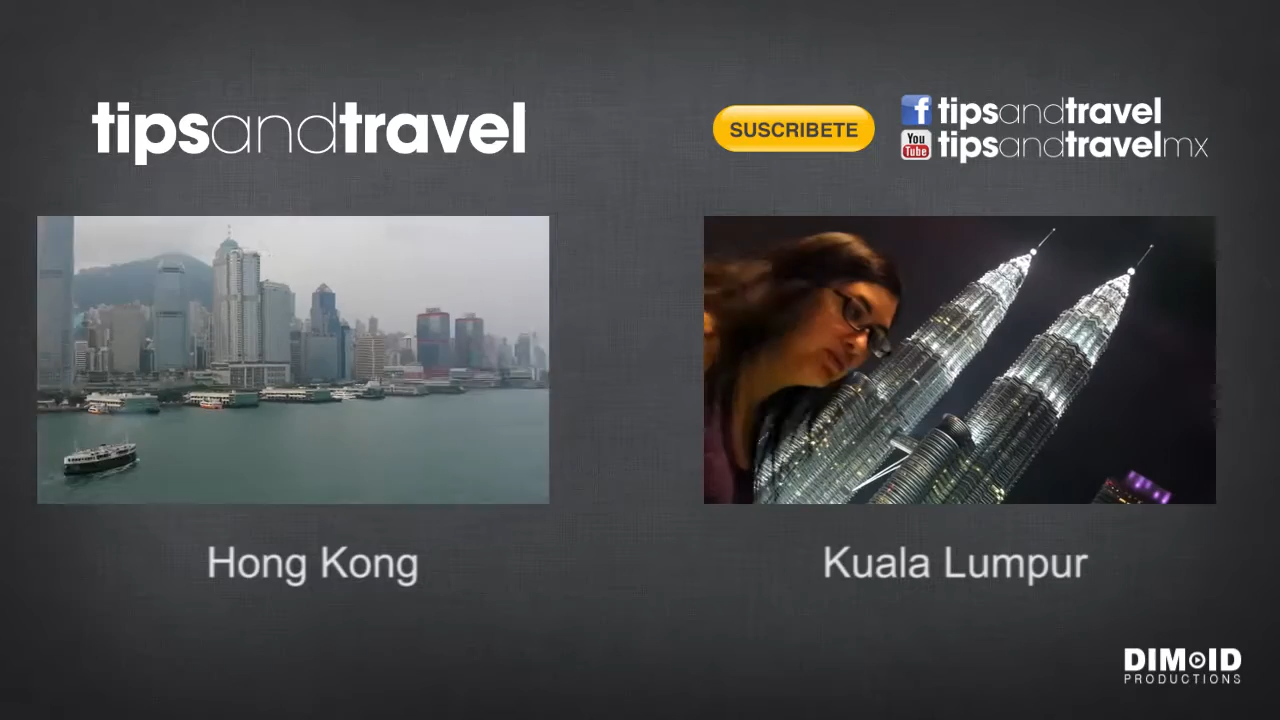 tipsandtravel
SUSCRIBETE
f tipsandtravel
You Tube tipsandtravelmx
Hong Kong
Kuala Lumpur
DIMOID
PRODUCTIONS